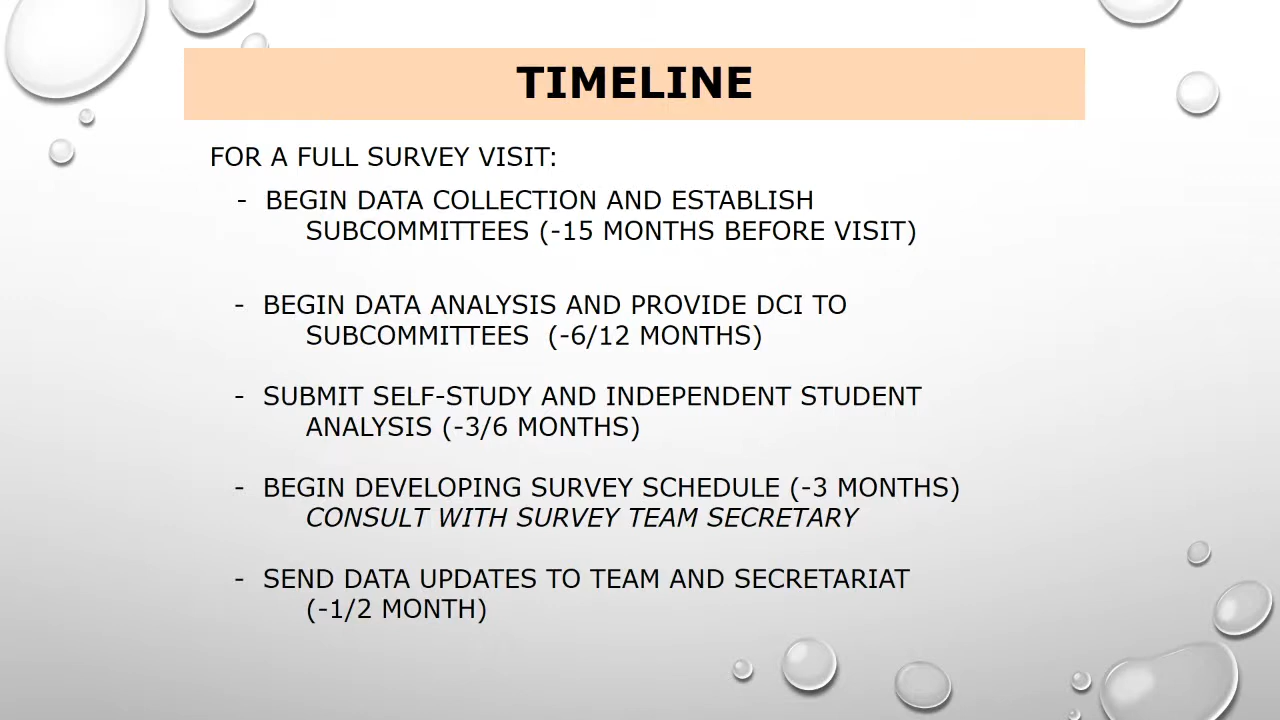 TIMELINE
FOR A FULL SURVEY VISIT:
- BEGIN DATA COLLECTION AND ESTABLISH
SUBCOMMITTEES (-15 MONTHS BEFORE VISIT)
- BEGIN DATA ANALYSIS AND PROVIDE DCI TO
SUBCOMMITTEES (-6/12 MONTHS)
- SUBMIT SELF-STUDY AND INDEPENDENT STUDENT
ANALYSIS (-3/6 MONTHS)
- BEGIN DEVELOPING SURVEY SCHEDULE (-3 MONTHS)
CONSULT WITH SURVEY TEAM SECRETARY
- SEND DATA UPDATES TO TEAM AND SECRETARIAT
(-1/2 MONTH)